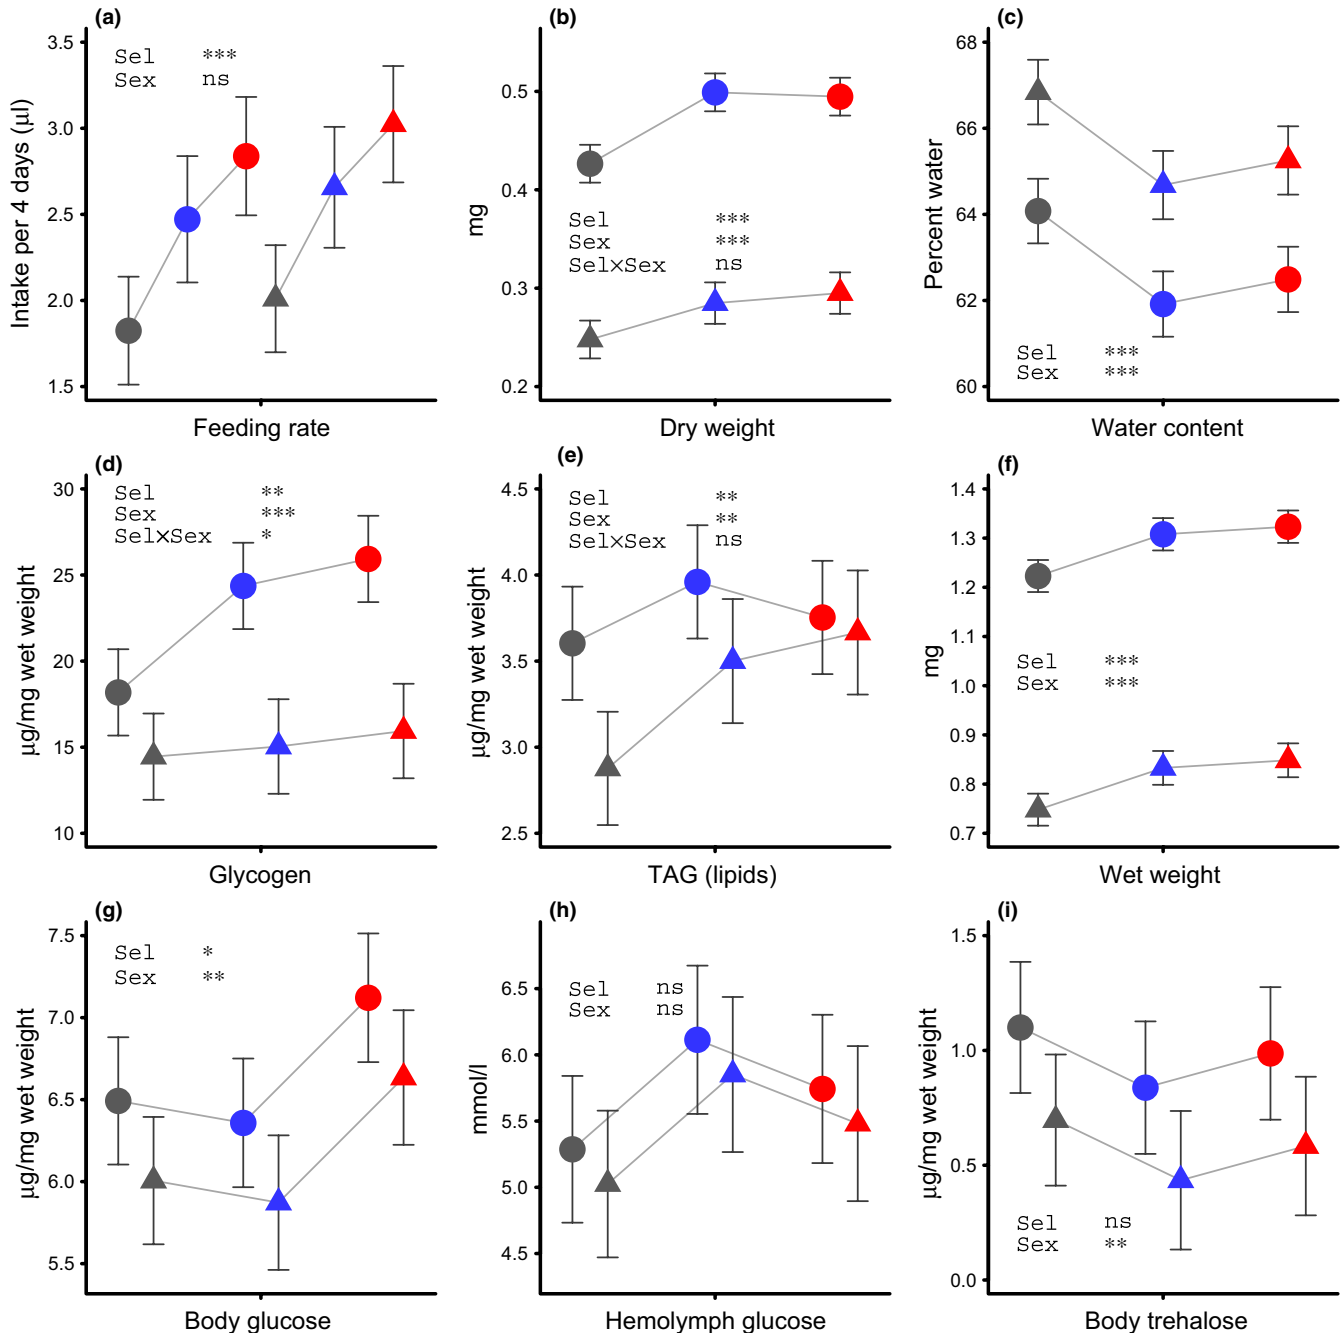 (a)
3.5
3.0
2.5
2.0
1.5
Intake per 4 days (µl)
Sel ***
Sex ns
Feeding rate
(b)
0.5
0.4
0.3
0.2
mg
Sel ***
Sex ***
Sel×Sex ns
Dry weight
(c)
68
66
64
62
60
Percent water
Sel ***
Sex ***
Water content
(d)
30
25
20
15
10
µg/mg wet weight
Sel **
Sex ***
Sel×Sex *
Glycogen
(e)
4.5
4.0
3.5
3.0
2.5
µg/mg wet weight
Sel **
Sex **
Sel×Sex ns
TAG (lipids)
(f)
1.4
1.3
1.2
1.1
1.0
0.9
0.8
0.7
mg
Sel ***
Sex ***
Wet weight
(g)
7.5
7.0
6.5
6.0
5.5
µg/mg wet weight
Sel *
Sex **
Body glucose
(h)
6.5
6.0
5.5
5.0
4.5
mmol/l
Sel ns
Sex ns
Hemolymph glucose
(i)
1.5
1.0
0.5
0.0
µg/mg wet weight
Sel ns
Sex **
Body trehalose